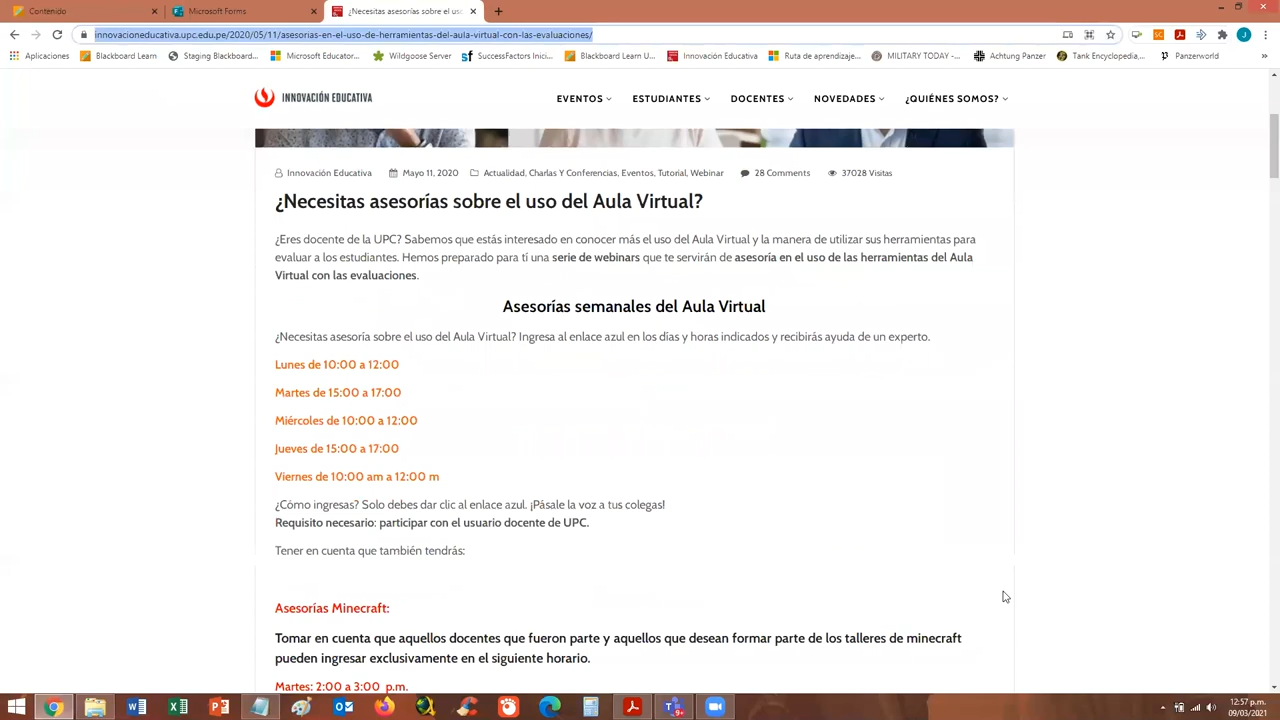 Contenido
Microsoft Forms
¿Necesitas asesorías sobre el us
innovacioneducativa.upc.edu.pe/2020/05/11/asesorias-en-el-uso-de-herramientas-del-aula-virtual-con-las-evaluaciones/
Aplicaciones Blackboard Learn Staging Blackboard... Microsoft Educator... Wildgoose Server SuccessFactors Inici... Blackboard Learn U... Innovación Educativa Ruta de aprendizaje... MILITARY TODAY -... Achtung Panzer Tank Encyclopedia,... Panzerworld »
INNOVACIÓN EDUCATIVA EVENTOS ESTUDIANTES DOCENTES NOVEDADES ¿QUIÉNES SOMOS?
Innovación Educativa Mayo 11, 2020 Actualidad, Charlas Y Conferencias, Eventos, Tutorial, Webinar 28 Comments 37028 Visitas
¿Necesitas asesorías sobre el uso del Aula Virtual?
¿Eres docente de la UPC? Sabemos que estás interesado en conocer más el uso del Aula Virtual y la manera de utilizar sus herramientas para
evaluar a los estudiantes. Hemos preparado para tí una serie de webinars que te servirán de asesoría en el uso de las herramientas del Aula
Virtual con las evaluaciones.
Asesorías semanales del Aula Virtual
¿Necesitas asesoría sobre el uso del Aula Virtual? Ingresa al enlace azul en los días y horas indicados y recibirás ayuda de un experto.
Lunes de 10:00 a 12:00
Martes de 15:00 a 17:00
Miércoles de 10:00 a 12:00
Jueves de 15:00 a 17:00
Viernes de 10:00 am a 12:00 m
¿Cómo ingresas? Solo debes dar clic al enlace azul. ¡Pásale la voz a tus colegas!
Requisito necesario: participar con el usuario docente de UPC.
Tener en cuenta que también tendrás:
Asesorías Minecraft:
Tomar en cuenta que aquellos docentes que fueron parte y aquellos que desean formar parte de los talleres de minecraft
pueden ingresar exclusivamente en el siguiente horario.
Martes: 2:00 a 3:00 p.m.
12:57 p.m.
09/03/2021